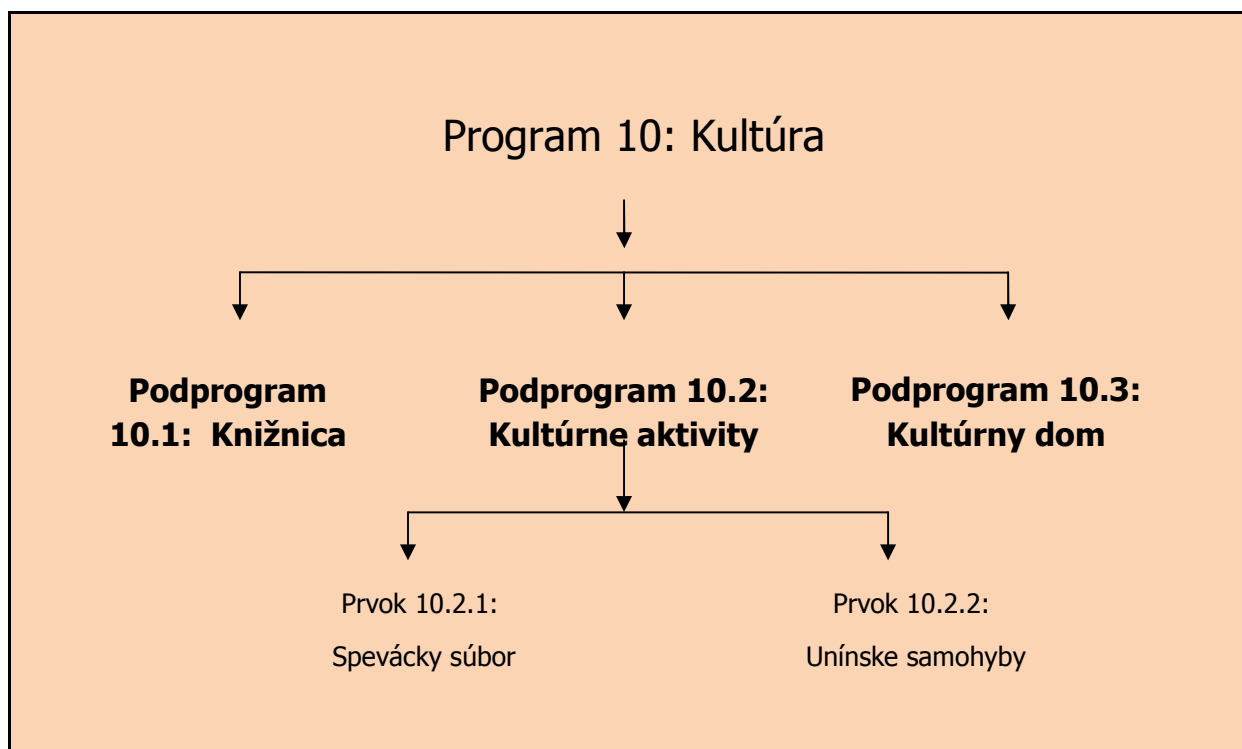 Program 10: Kultúra
Podprogram
10.1: Knižnica
Podprogram 10.2:
Kultúrne aktivity
Podprogram 10.3:
Kultúrny dom
Prvok 10.2.1:
Spevácky súbor
Prvok 10.2.2:
Unínske samohyby